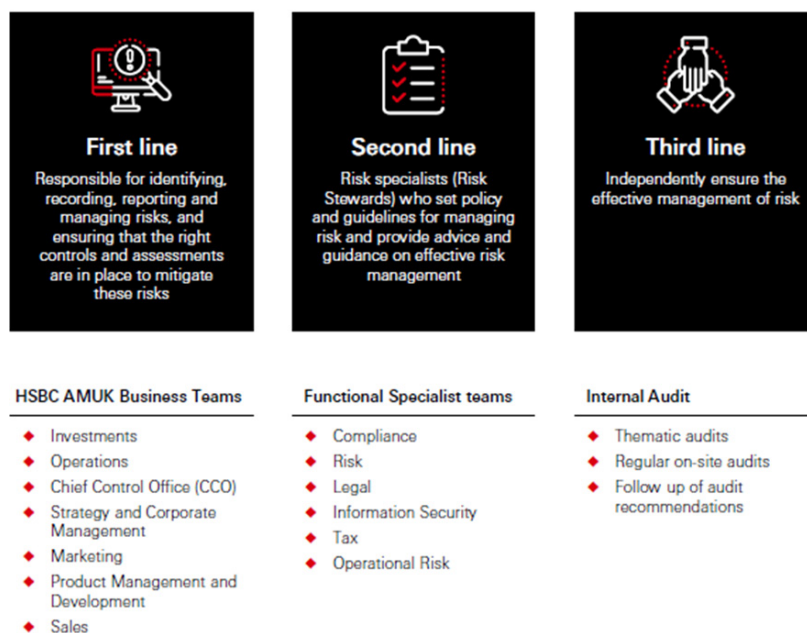 First line
Responsible for identifying,
recording, reporting and
managing risks, and
ensuring that the right
controls and assessments
are in place to mitigate
these risks
Second line
Risk specialists (Risk
Stewards) who set policy
and guidelines for managing
risk and provide advice and
guidance on effective risk
management
Third line
Independently ensure the
effective management of risk
HSBC AMUK Business Teams
Investments
Operations
Chief Control Office (CCO)
Strategy and Corporate
Management
Marketing
Product Management and
Development
Sales
Functional Specialist teams
Compliance
Risk
Legal
Information Security
Tax
Operational Risk
Internal Audit
Thematic audits
Regular on-site audits
Follow up of audit
recommendations